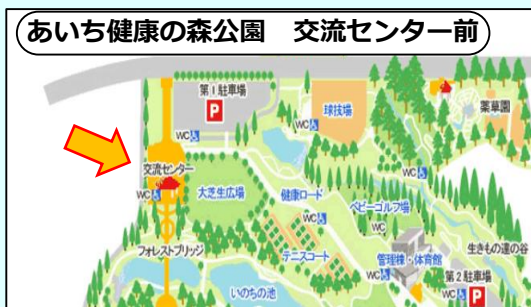 あいち健康の森公園　交流センター前
第1駐車場
P
球技場
WC
薬草園
WC
WC
交流センター
WC
大芝生広場
健康ロード
ベビーゴルフ場
WC
WC
フォレストブリッジ
テニスコート
管理棟・体育館
生きもの達の谷
WC
第2駐車場
いのちの池
WC
P